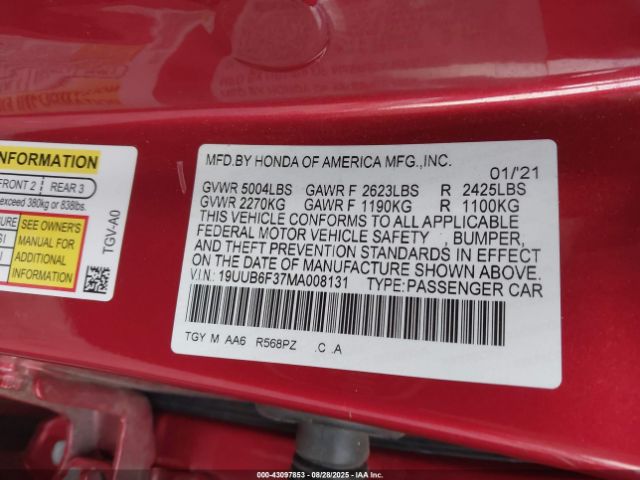 INFORMATION
FRONT 2 REAR 3
exceed 380kg or 838lbs.
SEE OWNER'S
MANUAL FOR
ADDITIONAL
INFORMATION
TGV-A0
MFD.BY HONDA OF AMERICA MFG.,INC. 01/'21
GVWR 5004LBS GAWR F 2623LBS R 2425LBS
GVWR 2270KG GAWR F 1190KG R 1100KG
THIS VEHICLE CONFORMS TO ALL APPLICABLE
FEDERAL MOTOR VEHICLE SAFETY , BUMPER,
AND THEFT PREVENTION STANDARDS IN EFFECT
ON THE DATE OF MANUFACTURE SHOWN ABOVE.
VIN: 19UUB6F37MA008131 TYPE:PASSENGER CAR
TGY M AA6 R568PZ .C .A
000-43097853 | 08/28/2025 - IAAI.COM